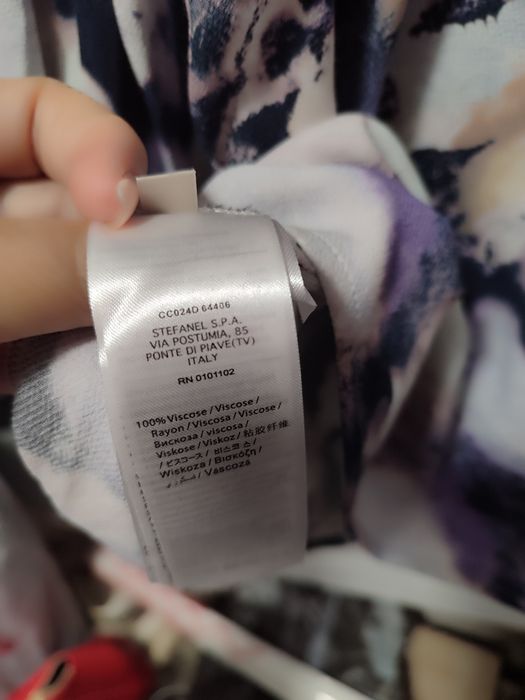 CC024D 64406
STEFANEL S.P.A.
VIA POSTUMIA, 85
PONTE DI PIAVE(TV)
ITALY
RN 0101102
100% Viscose / Viscose /
Rayon / Viscosa / Viscose /
Вискоза / viscosa /
Viskose / Viskoz / 粘胶纤维
/ ビスコース / 비스코스 /
Wiskoza / Βισκόζη /
/ Vascoza